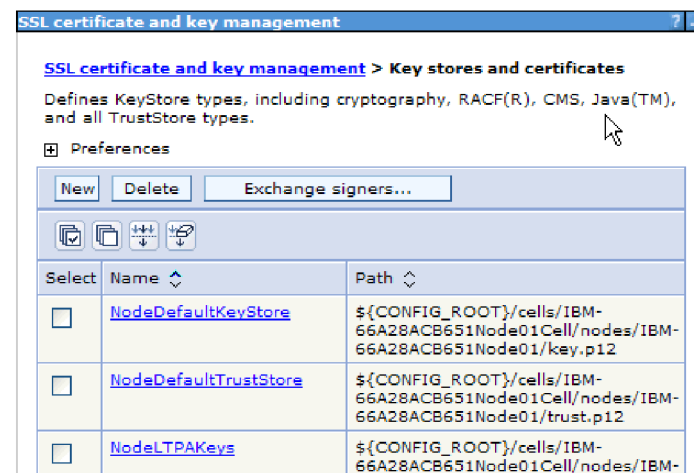 SSL certificate and key management
?
SSL certificate and key management > Key stores and certificates
Defines KeyStore types, including cryptography, RACF(R), CMS, Java(TM),
and all TrustStore types.
Preferences
New Delete Exchange signers...
Select Name Path
NodeDefaultKeyStore ${CONFIG_ROOT}/cells/IBM-
66A28ACB651Node01Cell/nodes/IBM-
66A28ACB651Node01/key.p12
NodeDefaultTrustStore ${CONFIG_ROOT}/cells/IBM-
66A28ACB651Node01Cell/nodes/IBM-
66A28ACB651Node01/trust.p12
NodeLTPAKeys ${CONFIG_ROOT}/cells/IBM-
66A28ACB651Node01Cell/nodes/IBM-